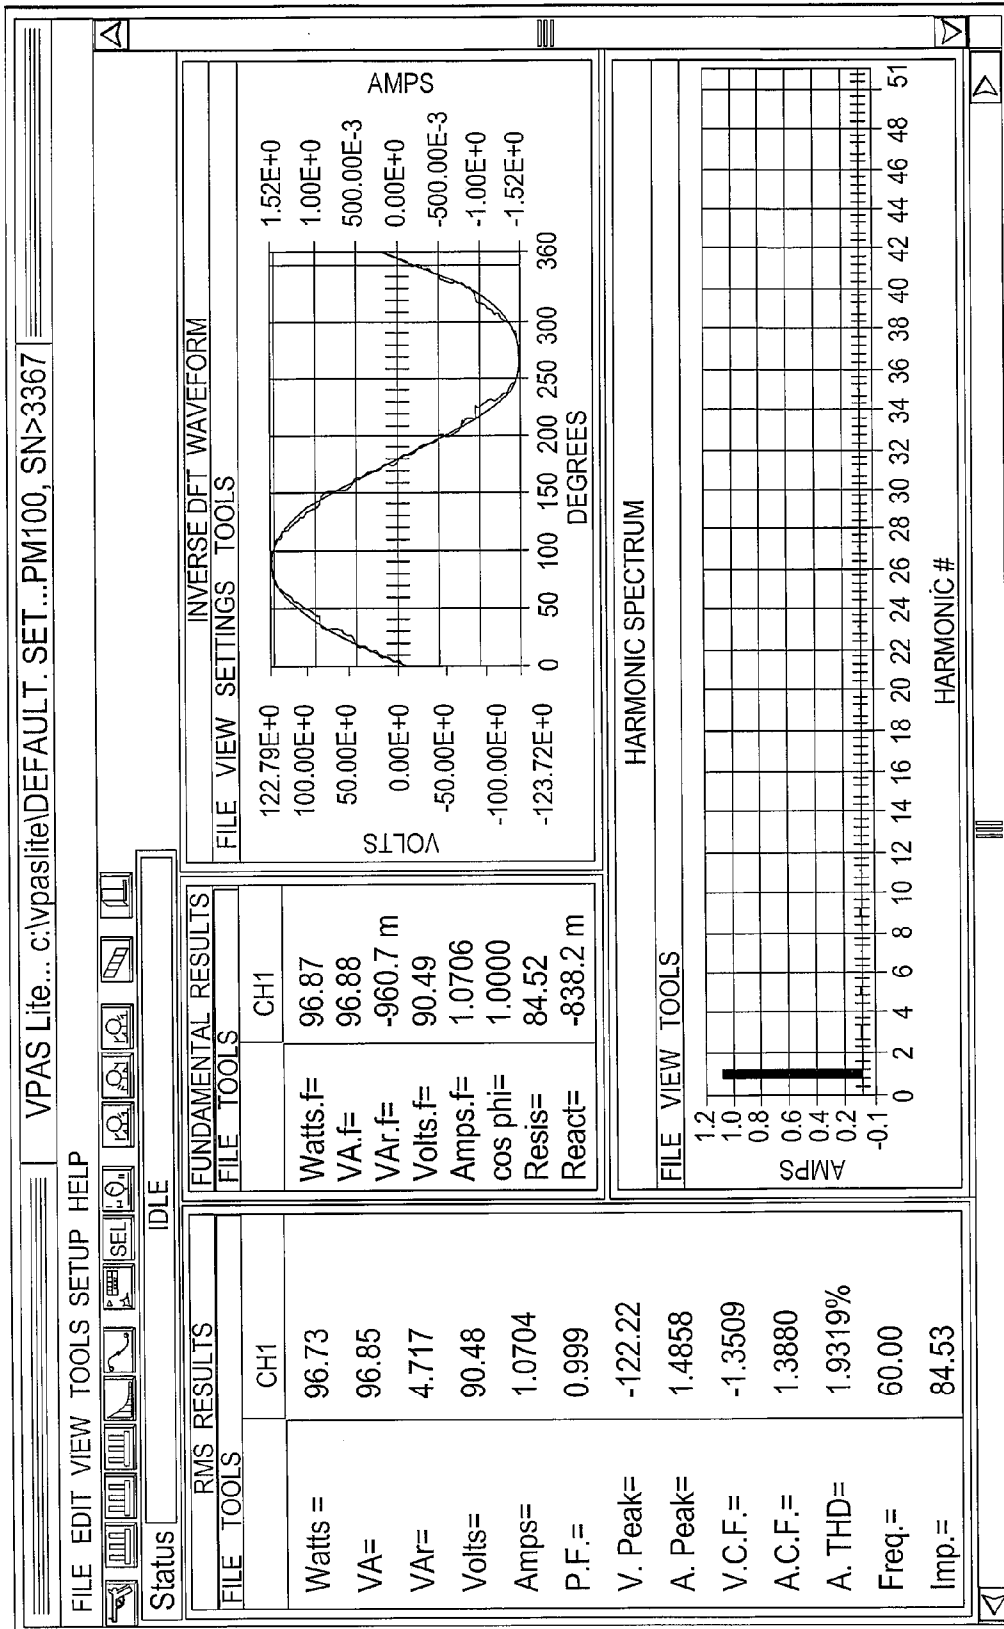 VPAS Lite... c:\vpaslite\DEFAULT. SET...PM100, SN>3367
FILE EDIT VIEW TOOLS SETUP HELP
SEL
Status IDLE
RMS RESULTS
FILE TOOLS
CH1
Watts = 96.73
VA= 96.85
VAr= 4.717
Volts= 90.48
Amps= 1.0704
P.F.= 0.999
V. Peak= -122.22
A. Peak= 1.4858
V.C.F.= -1.3509
A.C.F.= 1.3880
A. THD= 1.9319%
Freq.= 60.00
Imp.= 84.53
FUNDAMENTAL RESULTS
FILE TOOLS
CH1
Watts.f= 96.87
VA.f= 96.88
VAr.f= -960.7 m
Volts.f= 90.49
Amps.f= 1.0706
cos phi= 1.0000
Resis= 84.52
React= -838.2 m
INVERSE DFT WAVEFORM
FILE VIEW SETTINGS TOOLS
VOLTS
122.79E+0
100.00E+0
50.00E+0
0.00E+0
-50.00E+0
-100.00E+0
-123.72E+0
1.52E+0
1.00E+0
500.00E-3
0.00E+0
-500.00E-3
-1.00E+0
-1.52E+0
AMPS
0 50 100 150 200 250 300 360
DEGREES
HARMONIC SPECTRUM
FILE VIEW TOOLS
AMPS
1.2
1.0
0.8
0.6
0.4
0.2
-0.1
0 2 4 6 8 10 12 14 16 18 20 22 24 26 28 30 32 34 36 38 40 42 44 46 48 51
HARMONIC #